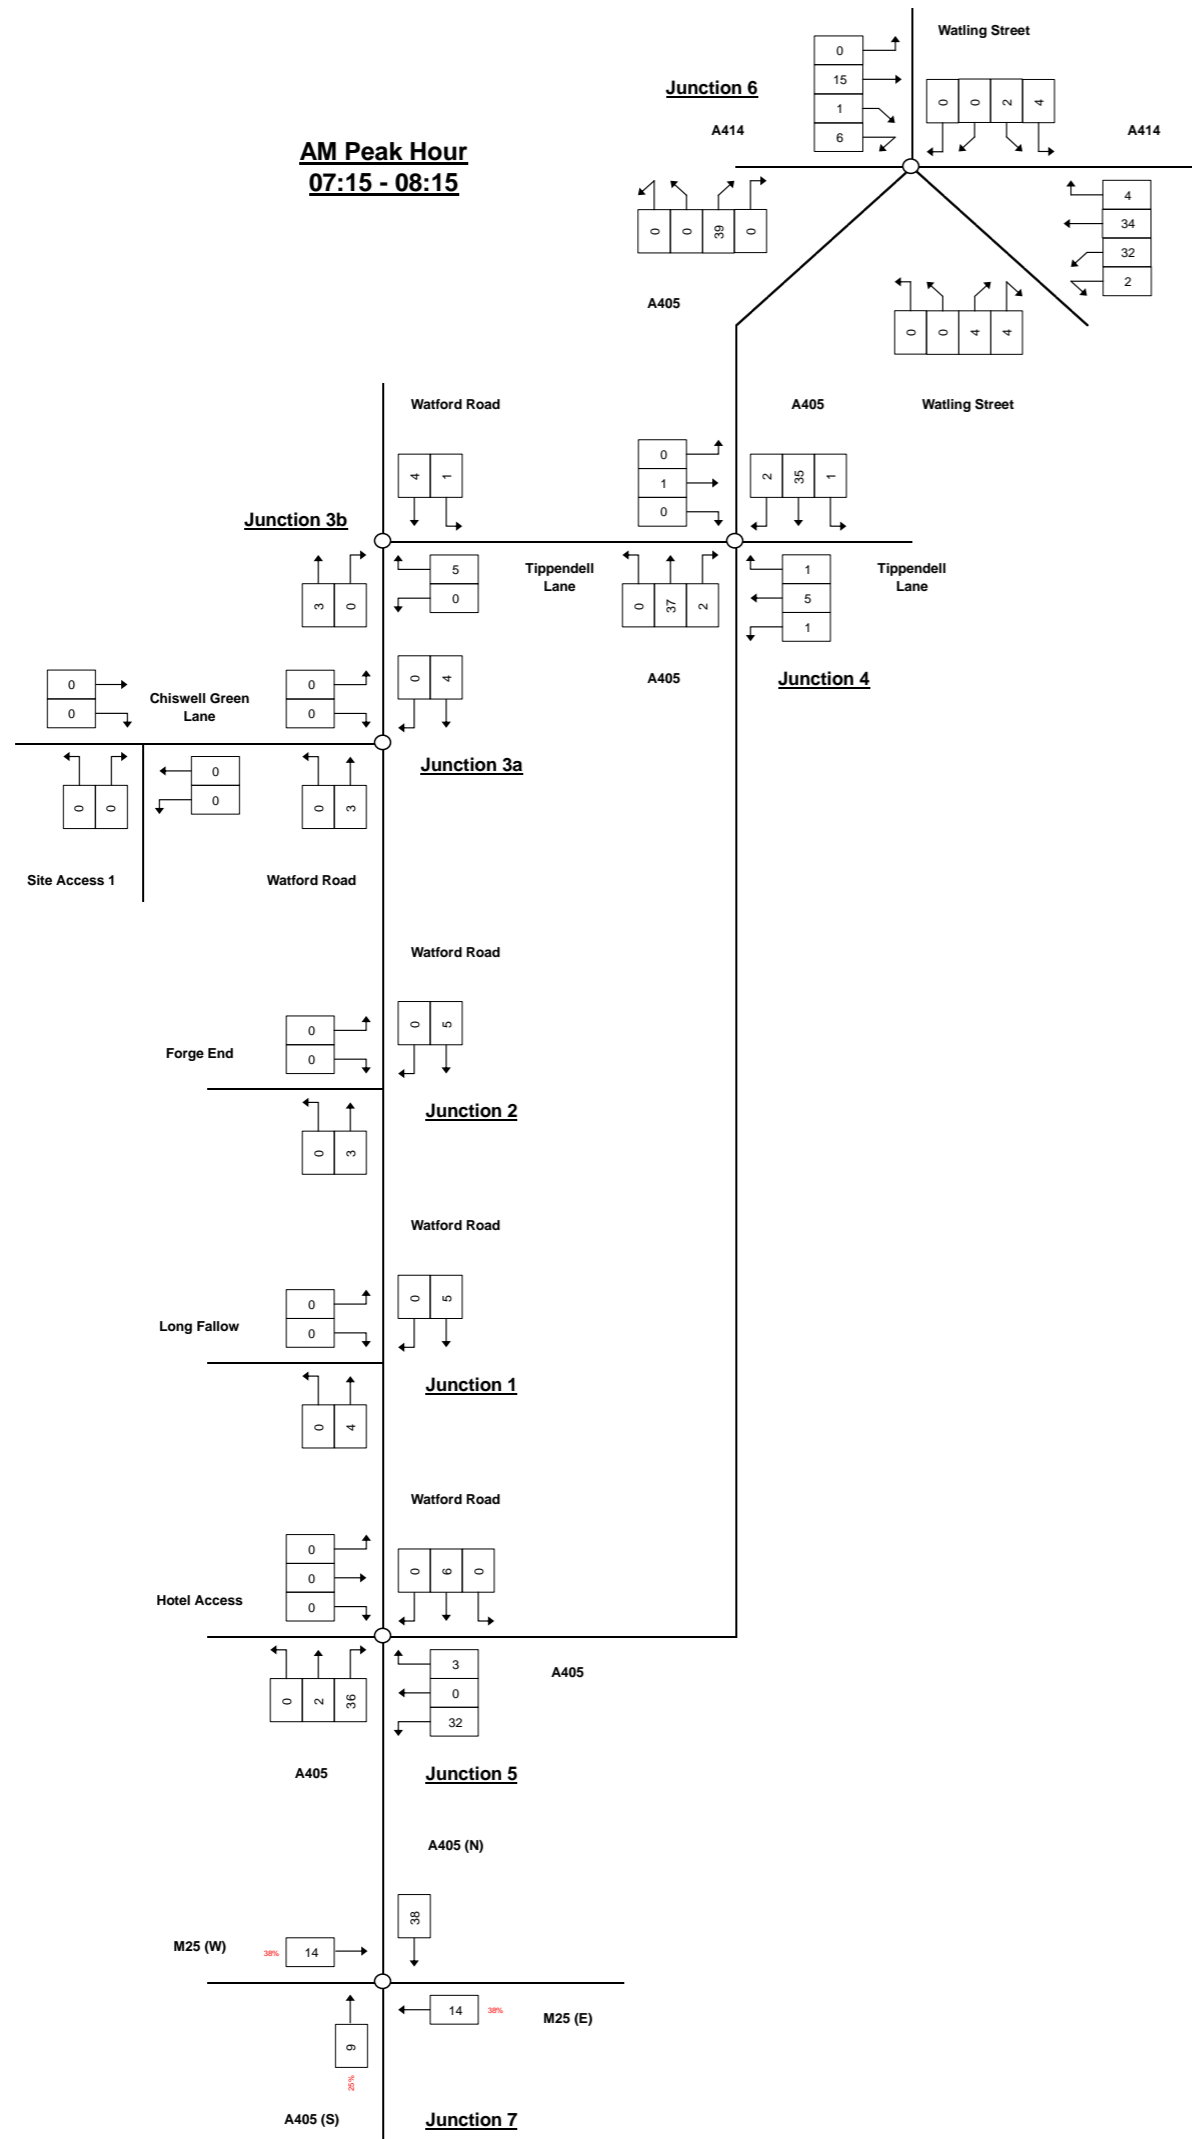 Watling Street
0
15
1
6
Junction 6
0 0 2 4
A414
A414
AM Peak Hour
07:15 - 08:15
4
34
32
2
0 0 39 0
A405
0 0 4 4
Watford Road
A405
Watling Street
0
1
0
2 35 1
4 1
Junction 3b
3 0
5
0
Tippendell
Lane
0 37 2
1
5
1
Tippendell
Lane
A405
Junction 4
0
0
Chiswell Green
Lane
0
0
0 4
Junction 3a
0 0
0
0
0 3
Site Access 1
Watford Road
Watford Road
0
0
0 5
Forge End
Junction 2
0 3
Watford Road
0
0
0 5
Long Fallow
Junction 1
0 4
Watford Road
0
0
0
0 6 0
Hotel Access
0 2 36
3
0
32
A405
A405
Junction 5
A405 (N)
38
M25 (W)
38% 14
14 38%
M25 (E)
9
25%
A405 (S)
Junction 7